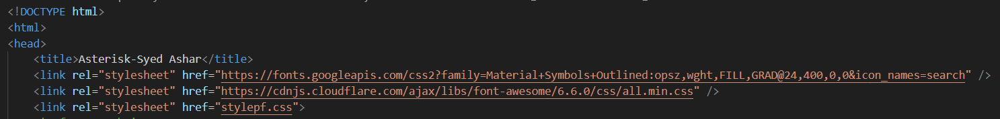 <!DOCTYPE html>
<html>
<head>
<title>Asterisk-Syed Ashar</title>
<link rel="stylesheet" href="https://fonts.googleapis.com/css2?family=Material+Symbols+Outlined:opsz,wght,FILL,GRAD@24,400,0,0&icon_names=search" />
<link rel="stylesheet" href="https://cdnjs.cloudflare.com/ajax/libs/font-awesome/6.6.0/css/all.min.css" />
<link rel="stylesheet" href="stylepf.css">